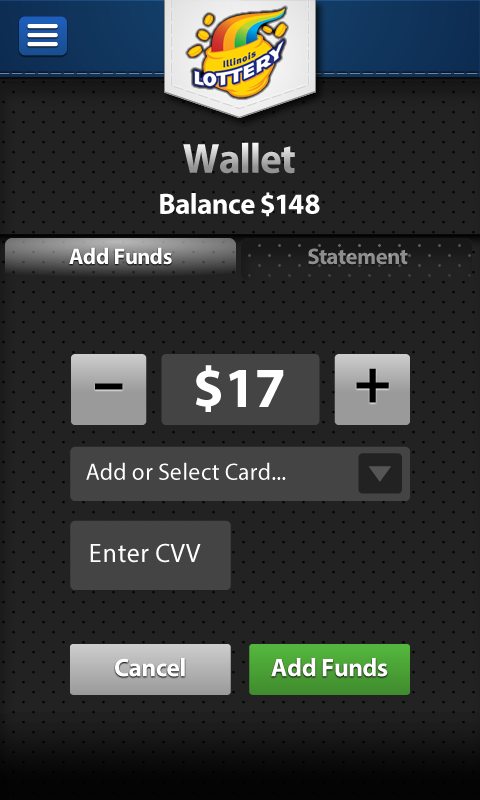 Illinois
LOTTERY
Wallet
Balance $148
Add Funds
Statement
− $17 +
Add or Select Card...
Enter CVV
Cancel
Add Funds